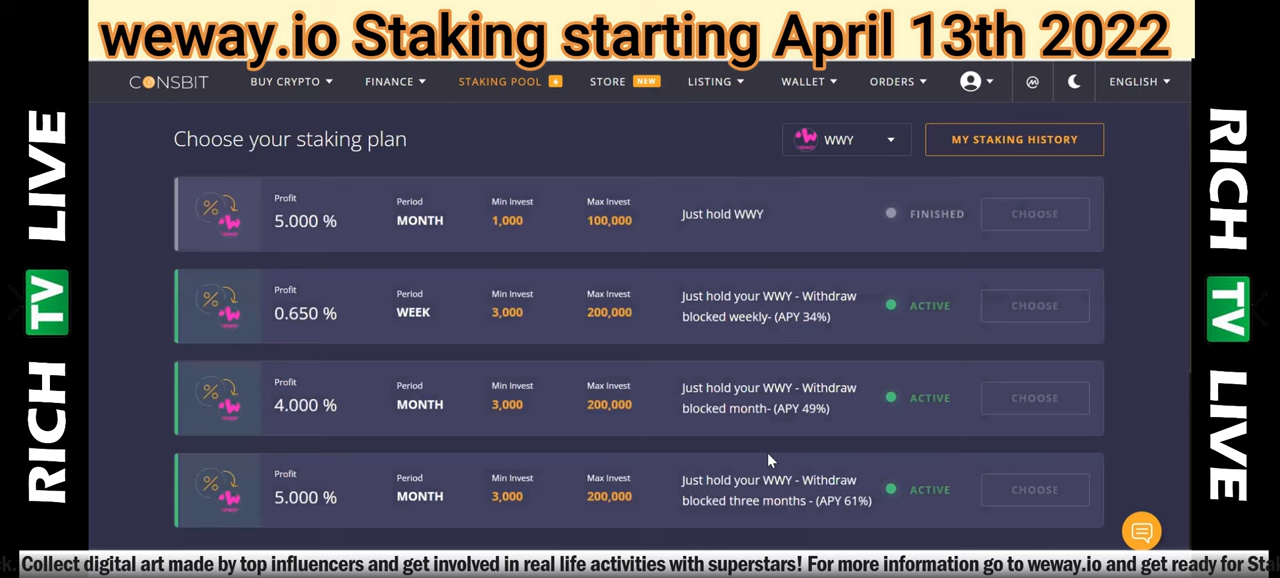 weway.io Staking starting April 13th 2022
CONSBIT BUY CRYPTO FINANCE STAKING POOL STORE NEW LISTING WALLET ORDERS ENGLISH
Choose your staking plan
WWY
MY STAKING HISTORY
Profit Period Min Invest Max Invest
5.000 % MONTH 1,000 100,000 Just hold WWY FINISHED CHOOSE
Profit Period Min Invest Max Invest Just hold your WWY - Withdraw
0.650 % WEEK 3,000 200,000 blocked weekly- (APY 34%) ACTIVE CHOOSE
Profit Period Min Invest Max Invest Just hold your WWY - Withdraw
4.000 % MONTH 3,000 200,000 blocked month- (APY 49%) ACTIVE CHOOSE
Profit Period Min Invest Max Invest Just hold your WWY - Withdraw
5.000 % MONTH 3,000 200,000 blocked three months - (APY 61%) ACTIVE CHOOSE
RICH TV LIVE
RICH TV LIVE
Collect digital art made by top influencers and get involved in real life activities with superstars! For more information go to weway.io and get ready for